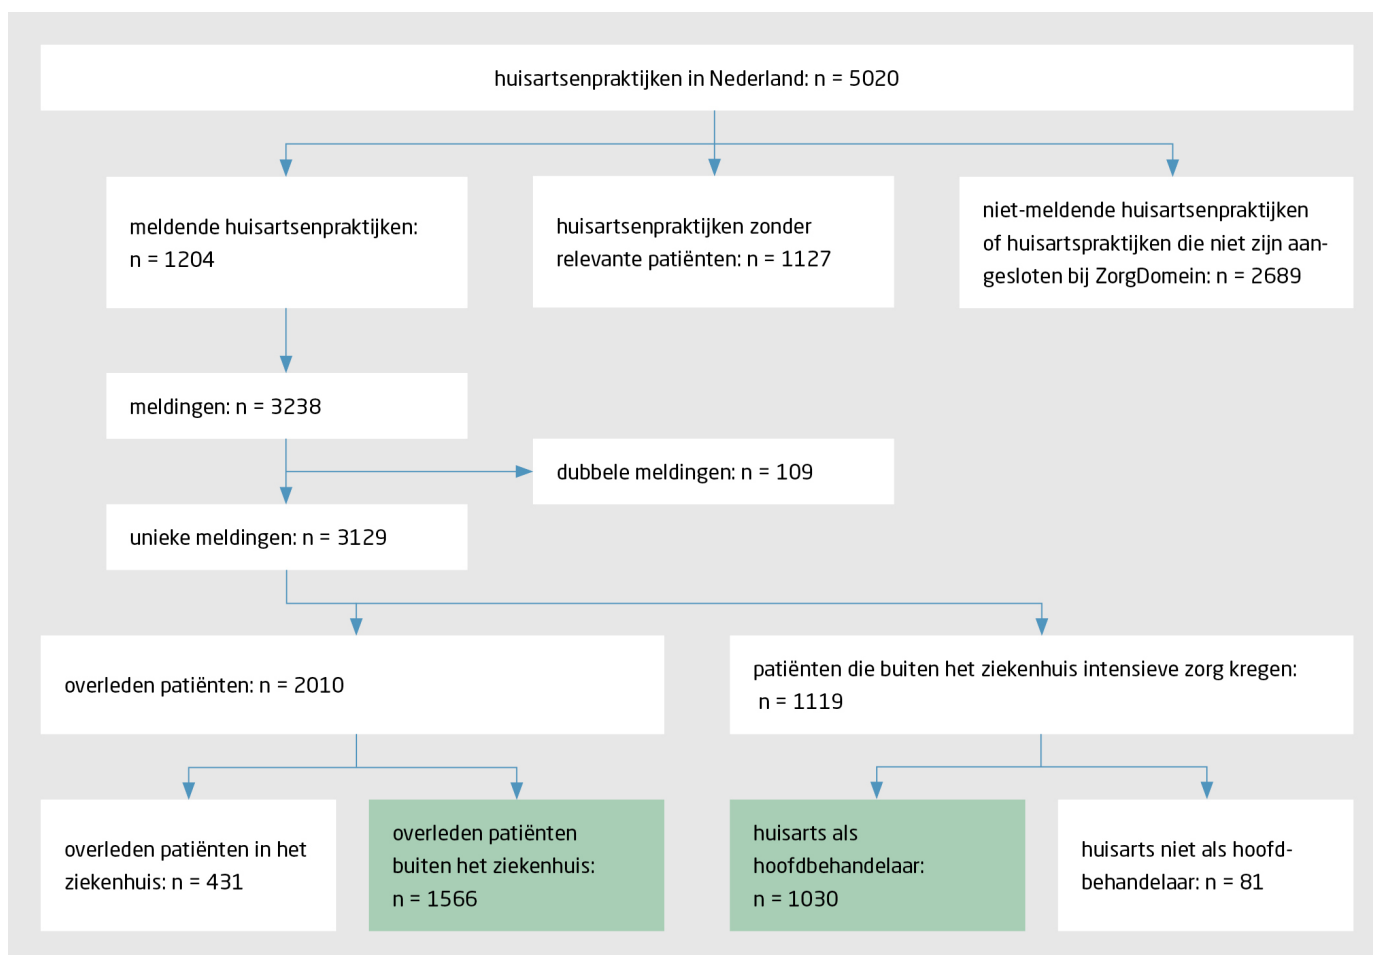 huisartsenpraktijken in Nederland: n = 5020
meldende huisartsenpraktijken:
n = 1204
huisartsenpraktijken zonder
relevante patiënten: n = 1127
niet-meldende huisartsenpraktijken
of huisartspraktijken die niet zijn aan-
gesloten bij ZorgDomein: n = 2689
meldingen: n = 3238
dubbele meldingen: n = 109
unieke meldingen: n = 3129
overleden patiënten: n = 2010
patiënten die buiten het ziekenhuis intensieve zorg kregen:
n = 1119
overleden patiënten in het
ziekenhuis: n = 431
overleden patiënten
buiten het ziekenhuis:
n = 1566
huisarts als
hoofdbehandelaar:
n = 1030
huisarts niet als hoofd-
behandelaar: n = 81